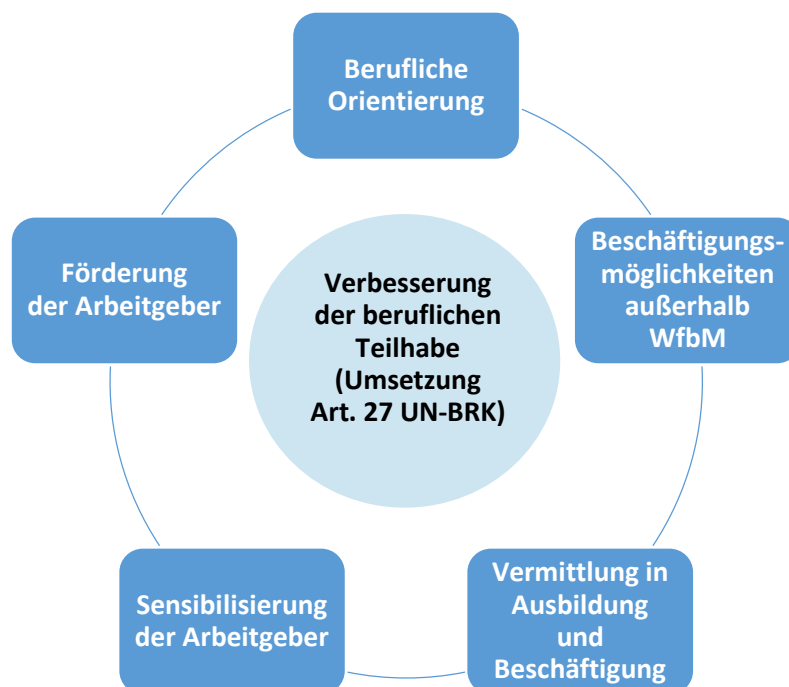 Berufliche
Orientierung
Beschäftigungs-
möglichkeiten
außerhalb
WfbM
Vermittlung in
Ausbildung
und
Beschäftigung
Sensibilisierung
der Arbeitgeber
Förderung
der Arbeitgeber
Verbesserung
der beruflichen
Teilhabe
(Umsetzung
Art. 27 UN-BRK)